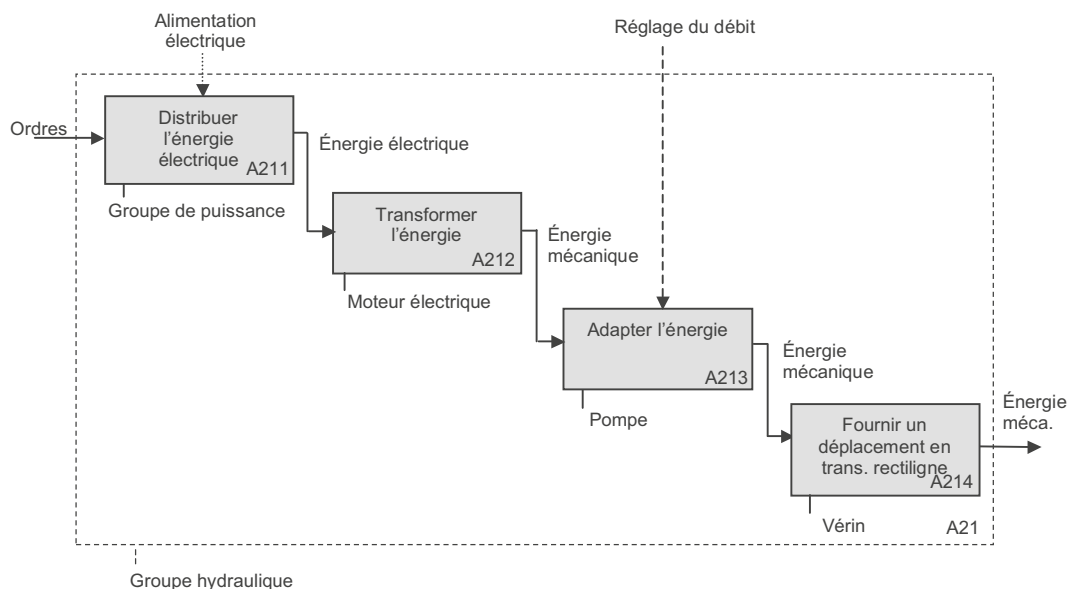 Alimentation
électrique
Réglage du débit
Ordres
Distribuer
l'énergie
électrique
A211
Énergie électrique
Groupe de puissance
Transformer
l'énergie
A212
Énergie
mécanique
Moteur électrique
Adapter l'énergie
A213
Énergie
mécanique
Pompe
Fournir un
déplacement en
trans. rectiligne
A214
Énergie
méca.
Vérin
A21
Groupe hydraulique